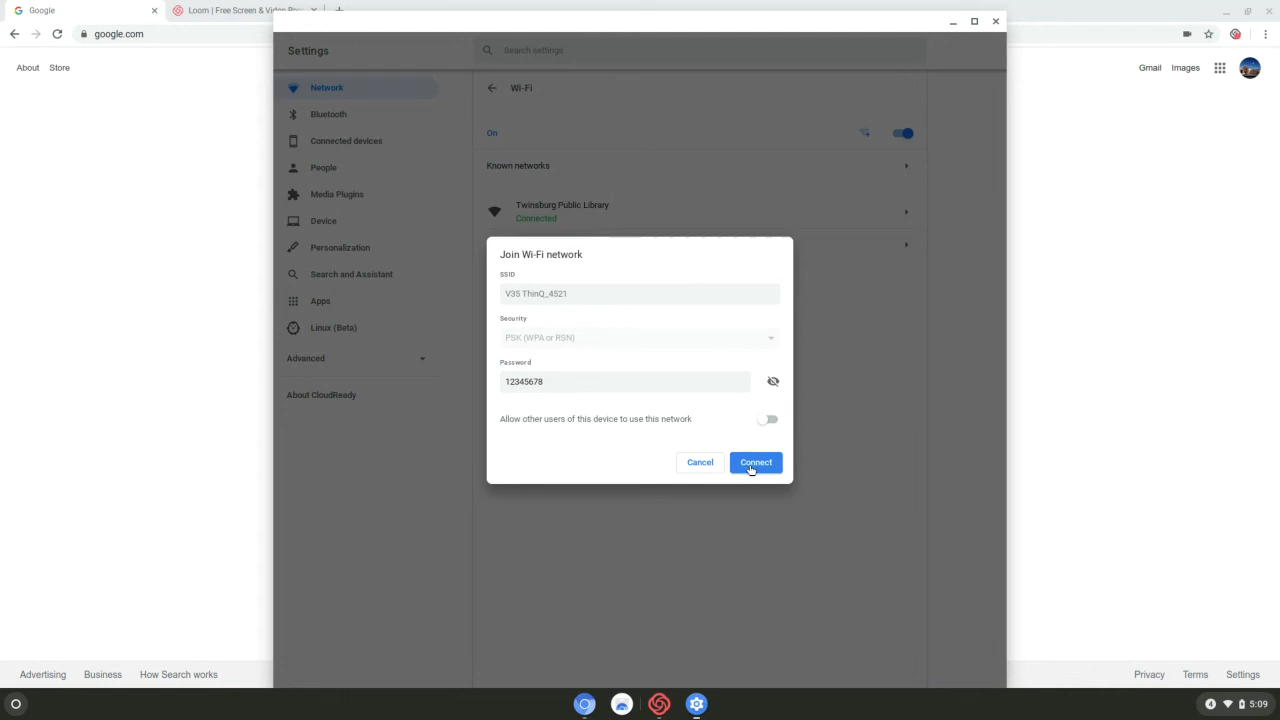 Google
Loom | Free Screen & Video Rec
google.com
About Store
Gmail Images
Settings
Search settings
Network
Bluetooth
Connected devices
People
Media Plugins
Device
Personalization
Search and Assistant
Apps
Linux (Beta)
Advanced
About CloudReady
Wi-Fi
On
Known networks
Twinsburg Public Library
Connected
Join Wi-Fi network
SSID
V35 ThinQ_4521
Security
PSK (WPA or RSN)
Password
12345678
Allow other users of this device to use this network
Cancel Connect
Advertising Business How Search works
Privacy Terms Settings
4 5:09